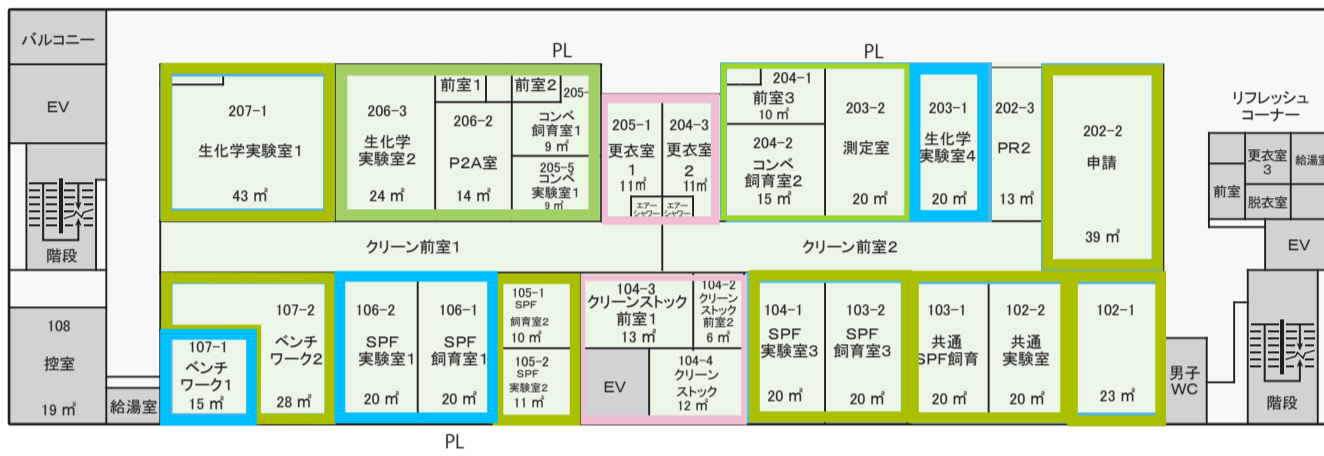 PL
PL
バルコニー
EV
階段
108
控室
19 ㎡
給湯室
207-1
生化学実験室1
43 ㎡
206-3
生化学
実験室2
24 ㎡
前室1
206-2
P2A室
14 ㎡
前室2
205-
コンベ
飼育室1
9 ㎡
205-5
コンベ
実験室1
9 ㎡
205-1
更衣室
1
11㎡
エアー
シャワー
204-3
更衣室
2
11㎡
エアー
シャワー
204-1
前室3
10 ㎡
204-2
コンベ
飼育室2
15 ㎡
203-2
測定室
20 ㎡
203-1
生化学
実験室4
20 ㎡
202-3
PR2
13 ㎡
202-2
申請
39 ㎡
リフレッシュ
コーナー
更衣室
3
給湯室
前室
脱衣室
EV
階段
クリーン前室1
クリーン前室2
107-1
ベンチ
ワーク1
15 ㎡
107-2
ベンチ
ワーク2
28 ㎡
106-2
SPF
実験室1
20 ㎡
106-1
SPF
飼育室1
20 ㎡
105-1
SPF
飼育室2
10 ㎡
105-2
SPF
実験室2
11 ㎡
104-3
クリーンストック
前室1
13 ㎡
104-2
クリーン
ストック
前室2
6 ㎡
EV
104-4
クリーン
ストック
12 ㎡
104-1
SPF
実験室3
20 ㎡
103-2
SPF
飼育室3
20 ㎡
103-1
共通
SPF飼育
20 ㎡
102-2
共通
実験室
20 ㎡
102-1
23 ㎡
男子
WC
PL